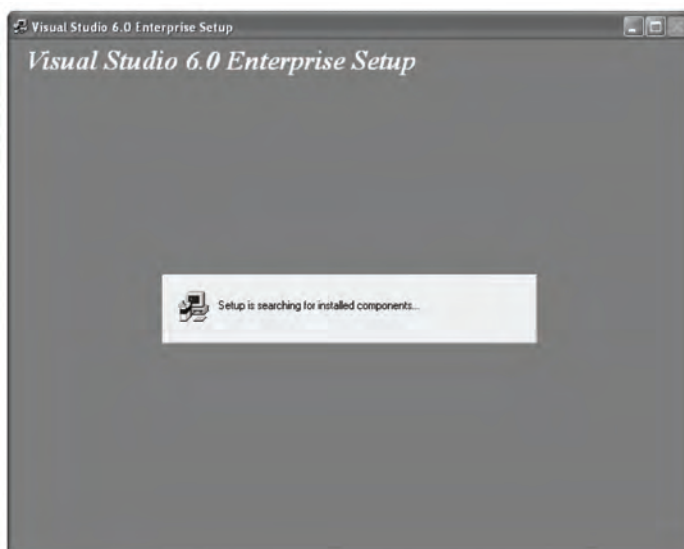 Visual Studio 6.0 Enterprise Setup
Visual Studio 6.0 Enterprise Setup
Setup is searching for installed components...